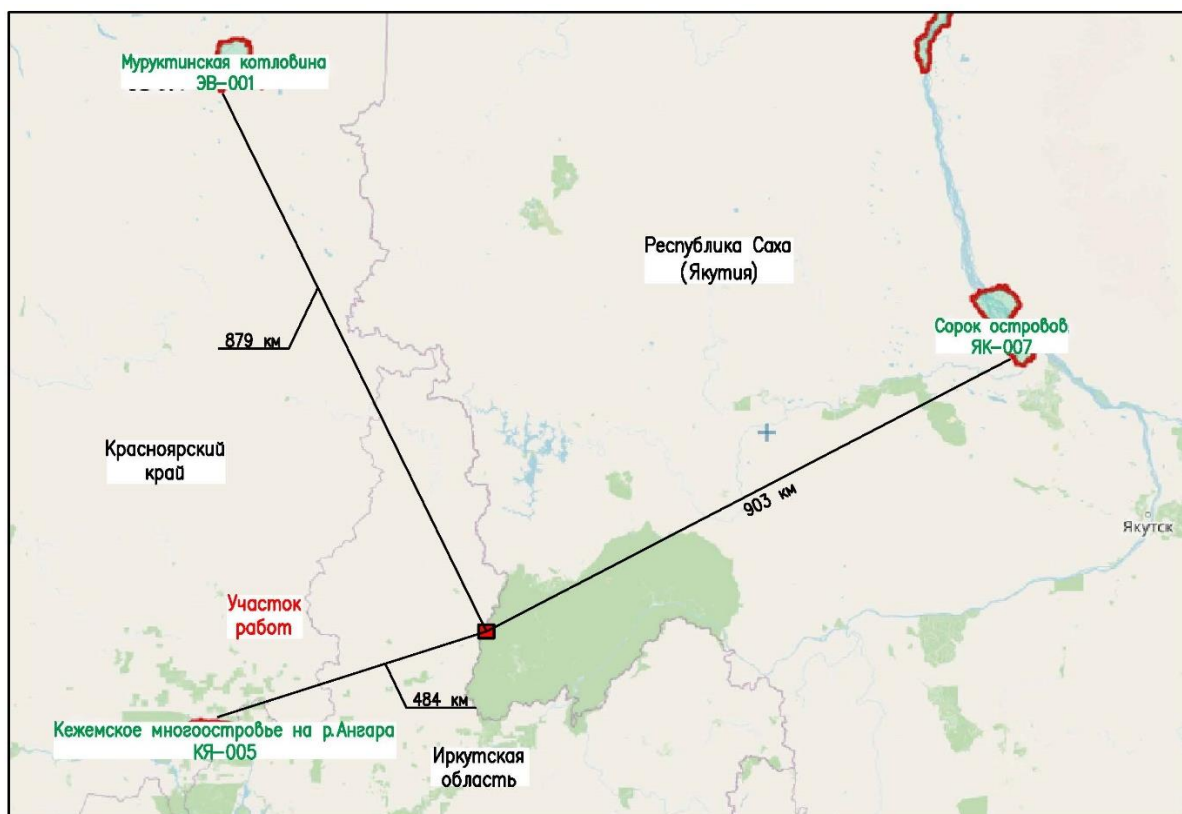 Муруктинская котловина
ЭВ-001
Республика Саха
(Якутия)
Сорок островов
ЯК-007
879 км
Красноярский
край
903 км
Якутск
Участок
работ
484 км
Кежемское многоостровье на р.Ангара
КЯ-005
Иркутская
область